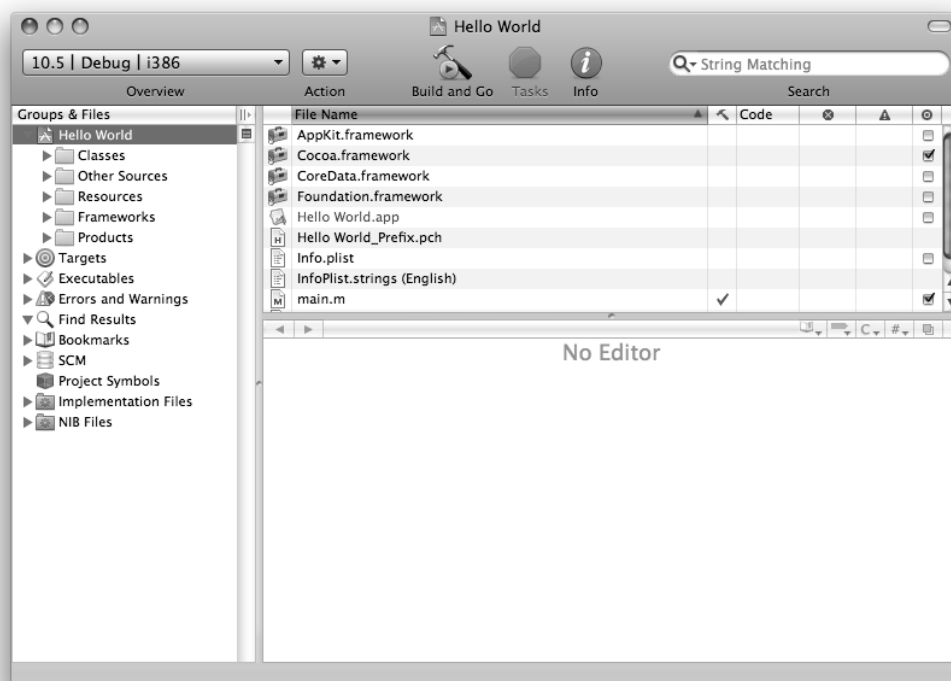 Hello World
10.5 | Debug | i386
String Matching
Overview
Action
Build and Go
Tasks
Info
Search
Groups & Files
Hello World
Classes
Other Sources
Resources
Frameworks
Products
Targets
Executables
Errors and Warnings
Find Results
Bookmarks
SCM
Project Symbols
Implementation Files
NIB Files
File Name
Code
AppKit.framework
Cocoa.framework
CoreData.framework
Foundation.framework
Hello World.app
Hello World_Prefix.pch
Info.plist
InfoPlist.strings (English)
main.m
C
#
No Editor